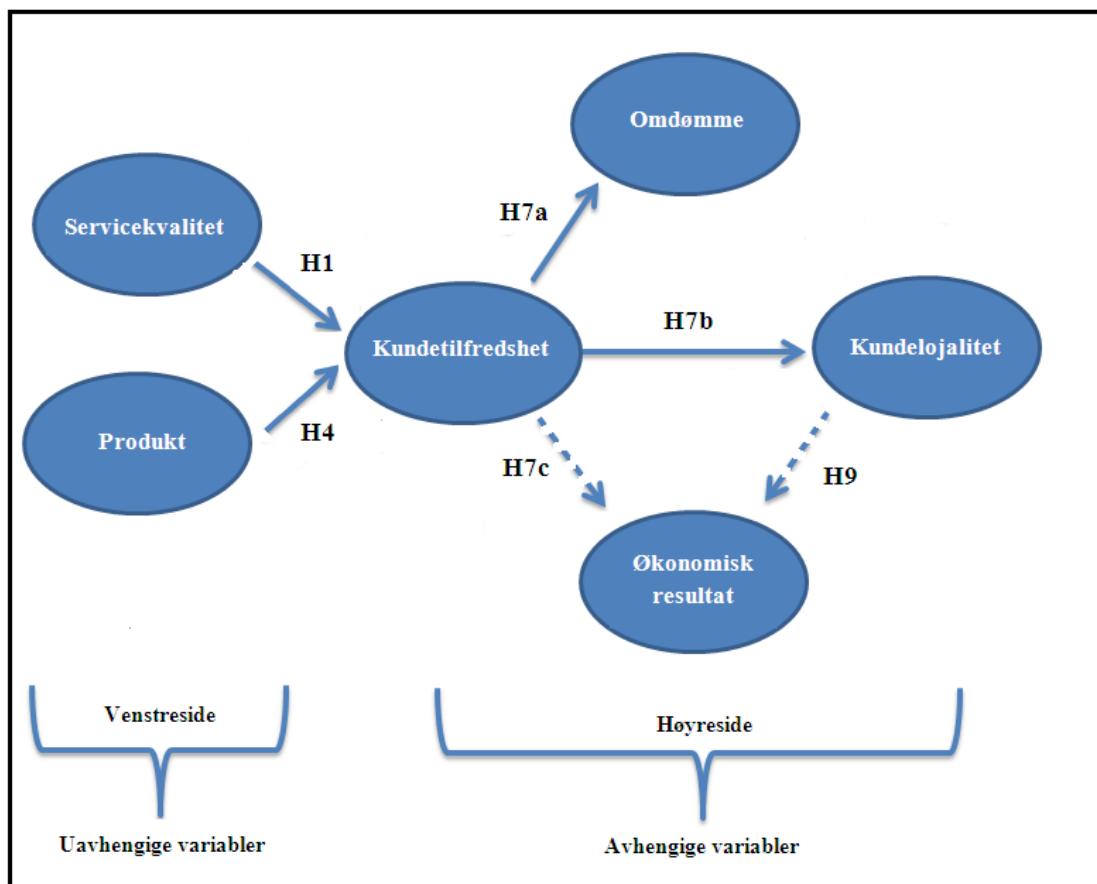 Omdømme
Servicekvalitet
H7a
H1
H7b
Kundetilfredshet
Kundelojalitet
Produkt
H4
H7c
H9
Økonomisk
resultat
Venstreside
Høyreside
Uavhengige variabler
Avhengige variabler